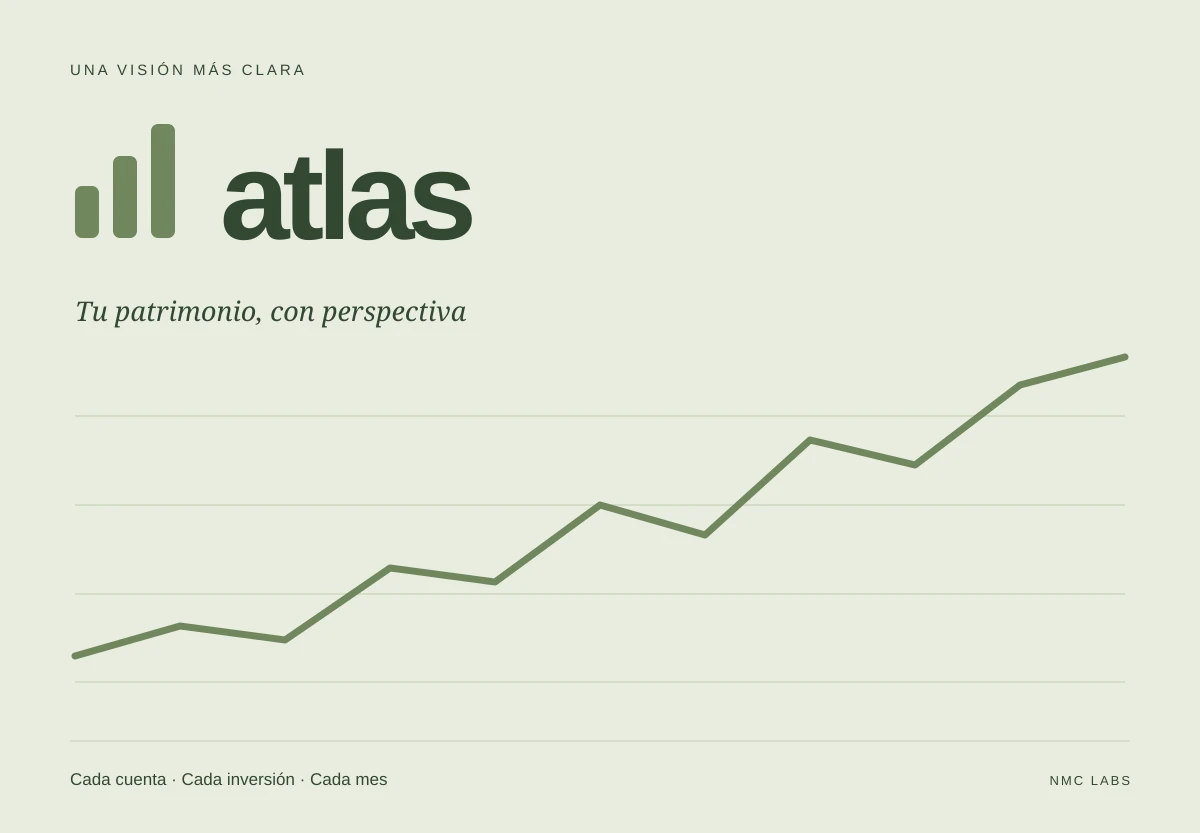 UNA VISIÓN MÁS CLARA
atlas
Tu patrimonio, con perspectiva
Cada cuenta · Cada inversión · Cada mes
NMC LABS